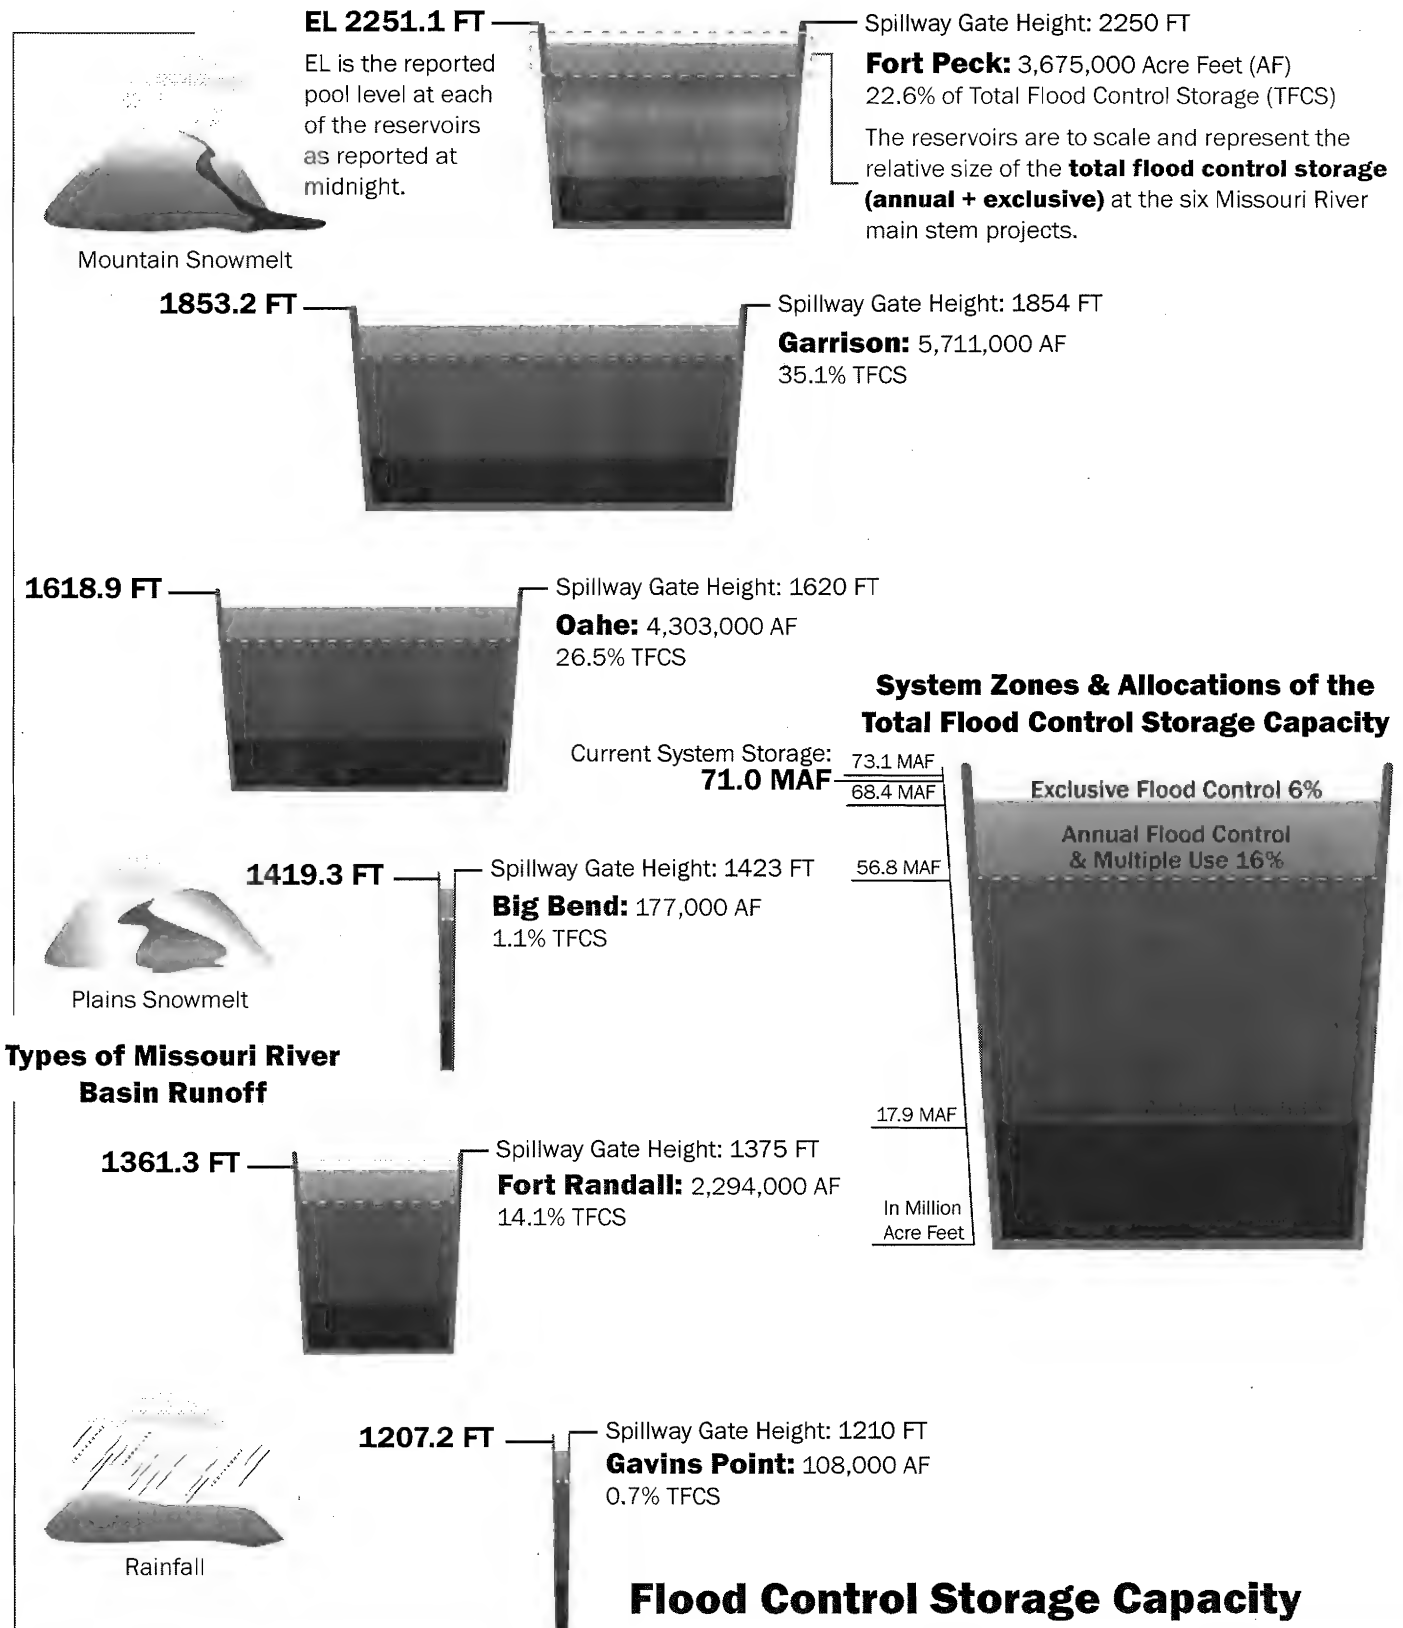 EL 2251.1 FT
EL is the reported
pool level at each
of the reservoirs
as reported at
midnight.
Spillway Gate Height: 2250 FT
Fort Peck: 3,675,000 Acre Feet (AF)
22.6% of Total Flood Control Storage (TFCS)
The reservoirs are to scale and represent the
relative size of the total flood control storage
(annual + exclusive) at the six Missouri River
main stem projects.
Mountain Snowmelt
1853.2 FT
Spillway Gate Height: 1854 FT
Garrison: 5,711,000 AF
35.1% TFCS
1618.9 FT
Spillway Gate Height: 1620 FT
Oahe: 4,303,000 AF
26.5% TFCS
System Zones & Allocations of the
Total Flood Control Storage Capacity
Current System Storage:
71.0 MAF
73.1 MAF
68.4 MAF
56.8 MAF
17.9 MAF
In Million
Acre Feet
Exclusive Flood Control 6%
Annual Flood Control
& Multiple Use 16%
1419.3 FT
Spillway Gate Height: 1423 FT
Big Bend: 177,000 AF
1.1% TFCS
Plains Snowmelt
Types of Missouri River
Basin Runoff
1361.3 FT
Spillway Gate Height: 1375 FT
Fort Randall: 2,294,000 AF
14.1% TFCS
1207.2 FT
Spillway Gate Height: 1210 FT
Gavins Point: 108,000 AF
0.7% TFCS
Rainfall
Flood Control Storage Capacity